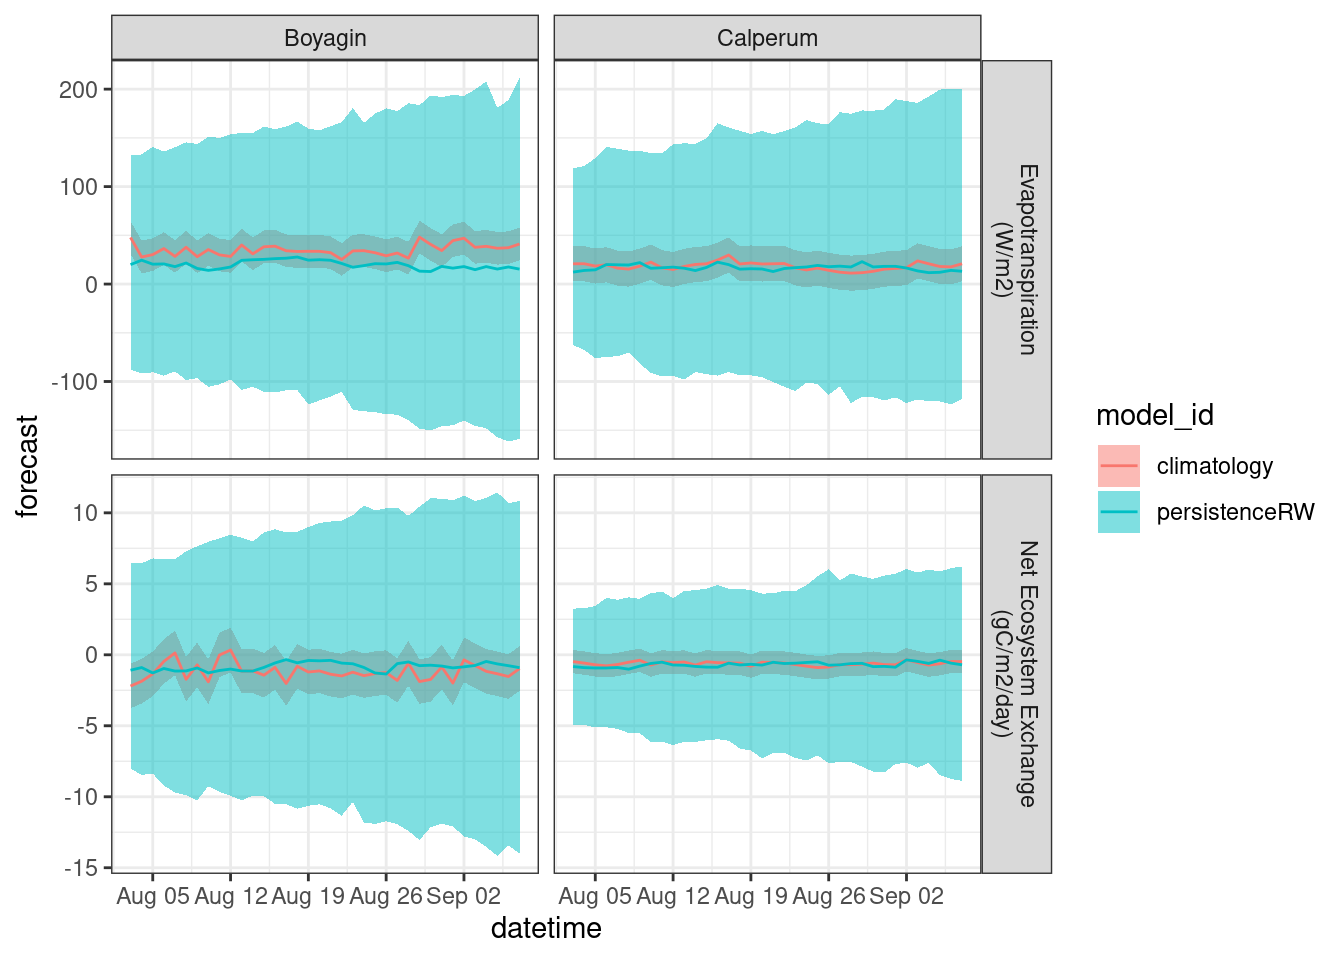 Boyagin
Calperum
200
100
0
-100
Evapotranspiration
(W/m2)
10
5
0
-5
-10
-15
Net Ecosystem Exchange
(gC/m2/day)
forecast
Aug 05 Aug 12 Aug 19 Aug 26 Sep 02
Aug 05 Aug 12 Aug 19 Aug 26 Sep 02
datetime
model_id
climatology
persistenceRW